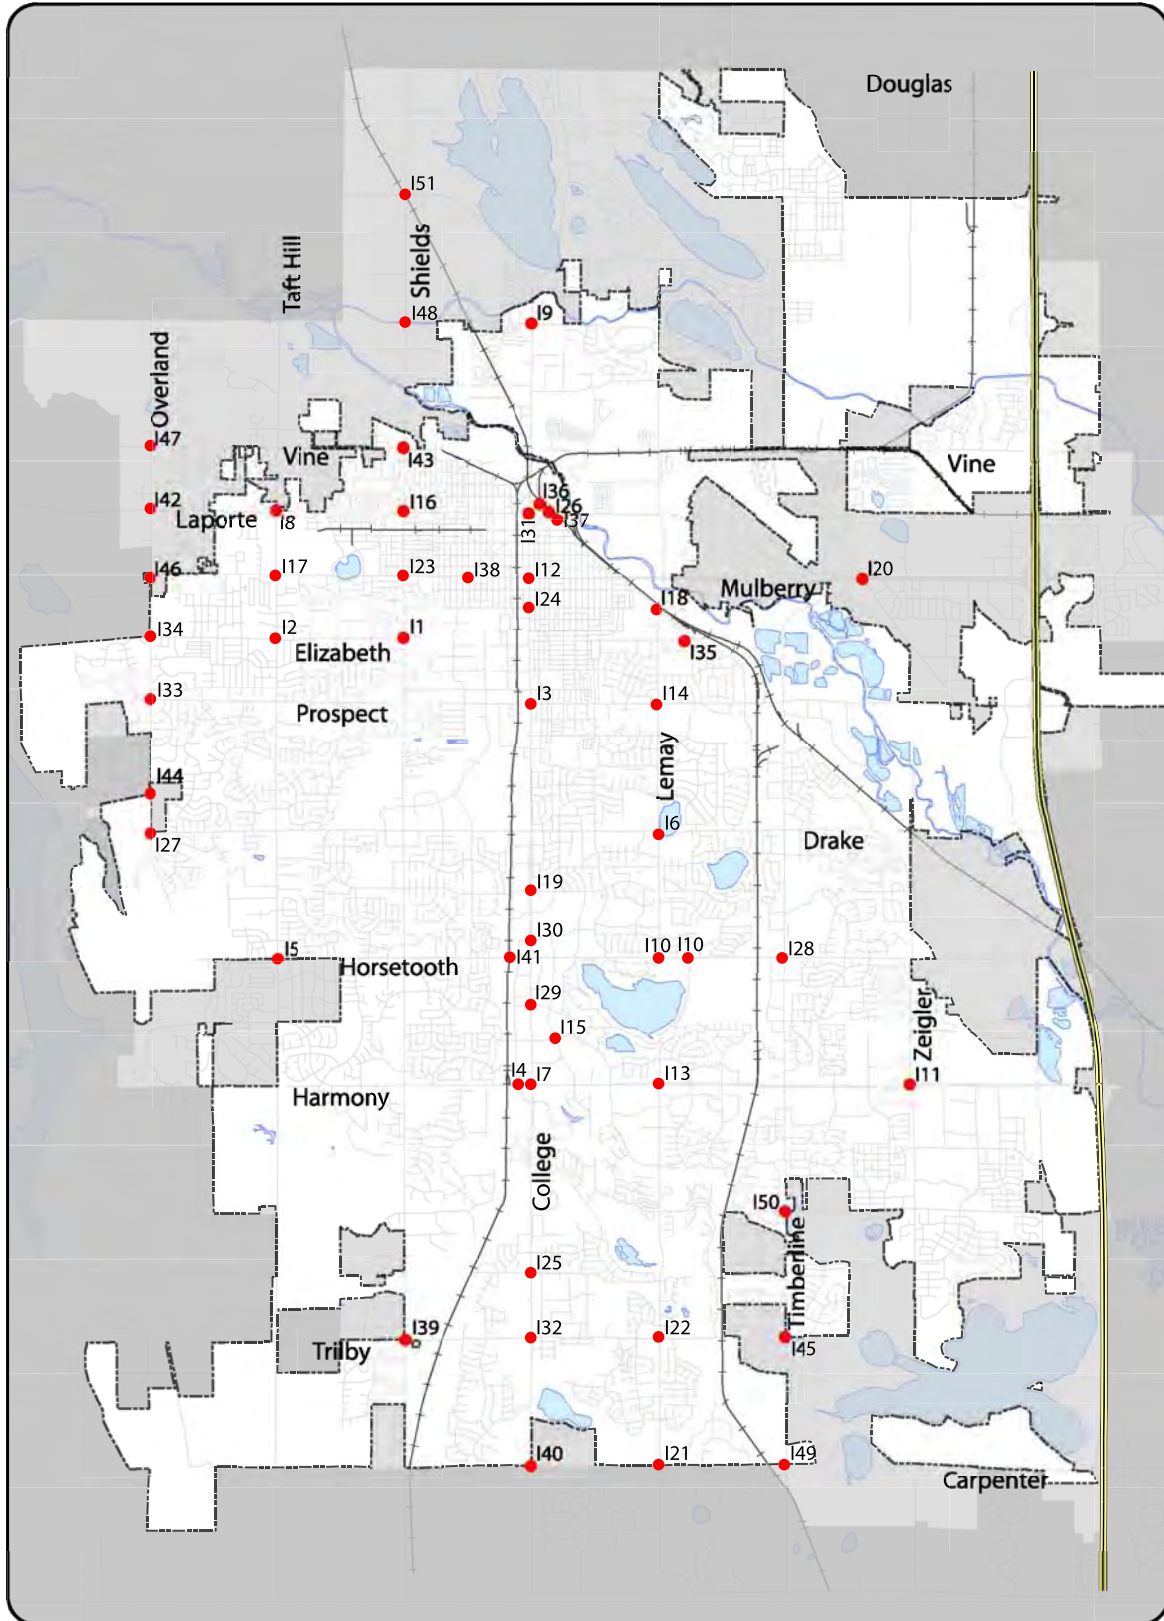 Douglas
I51
Shields
Taft Hill
I48
I9
Overland
I47
Vine
I43
Vine
I42
Laporte
I8
I16
I36
I26
I37
I31
I46
I17
I23
I38
I12
I20
Mulberry
I24
I18
I34
I2
I1
Elizabeth
I35
I33
Prospect
I3
I14
Lemay
I44
I27
I6
Drake
I19
I30
I5
Horsetooth
I41
I10
I10
I28
I29
Zeigler
I15
I4
I7
I13
I11
Harmony
College
I50
Timberline
I25
I39
Trilby
I32
I22
I45
I40
I21
I49
Carpenter